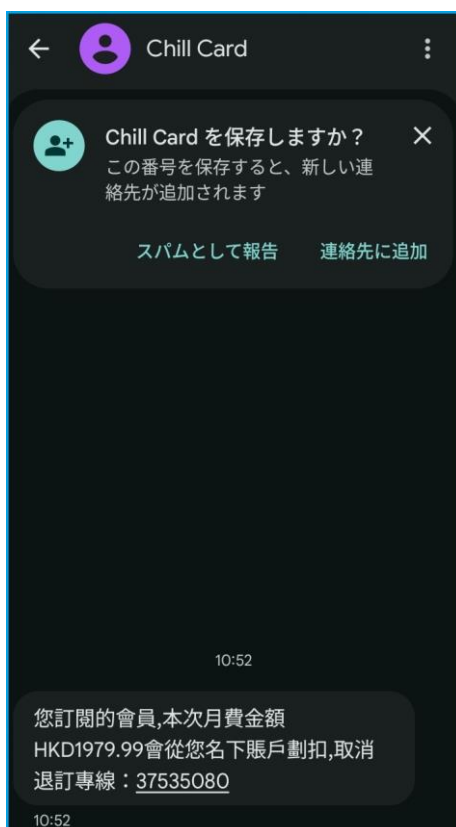 Chill Card
Chill Card を保存しますか？
この番号を保存すると、新しい連
絡先が追加されます
スパムとして報告 連絡先に追加
10:52
您訂閱的會員,本次月費金額
HKD1979.99會從您名下賬戶劃扣,取消
退訂專線：37535080
10:52